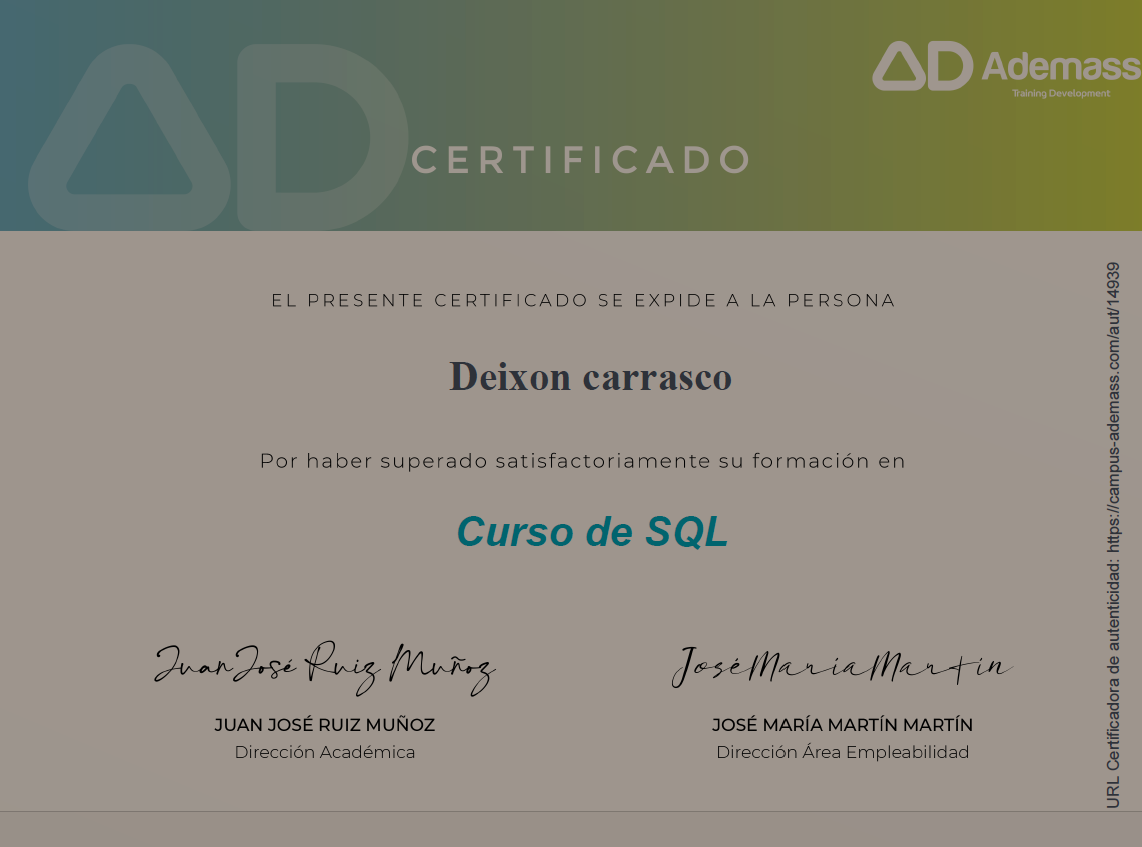 AD Ademass
Training Development
AD
CERTIFICADO
EL PRESENTE CERTIFICADO SE EXPIDE A LA PERSONA
Deixon carrasco
Por haber superado satisfactoriamente su formación en
Curso de SQL
Juan José Ruiz Muñoz
José María Martín
JUAN JOSÉ RUIZ MUÑOZ
JOSÉ MARÍA MARTÍN MARTÍN
Dirección Académica
Dirección Área Empleabilidad
URL Certificadora de autenticidad: https://campus-ademass.com/aut/14939